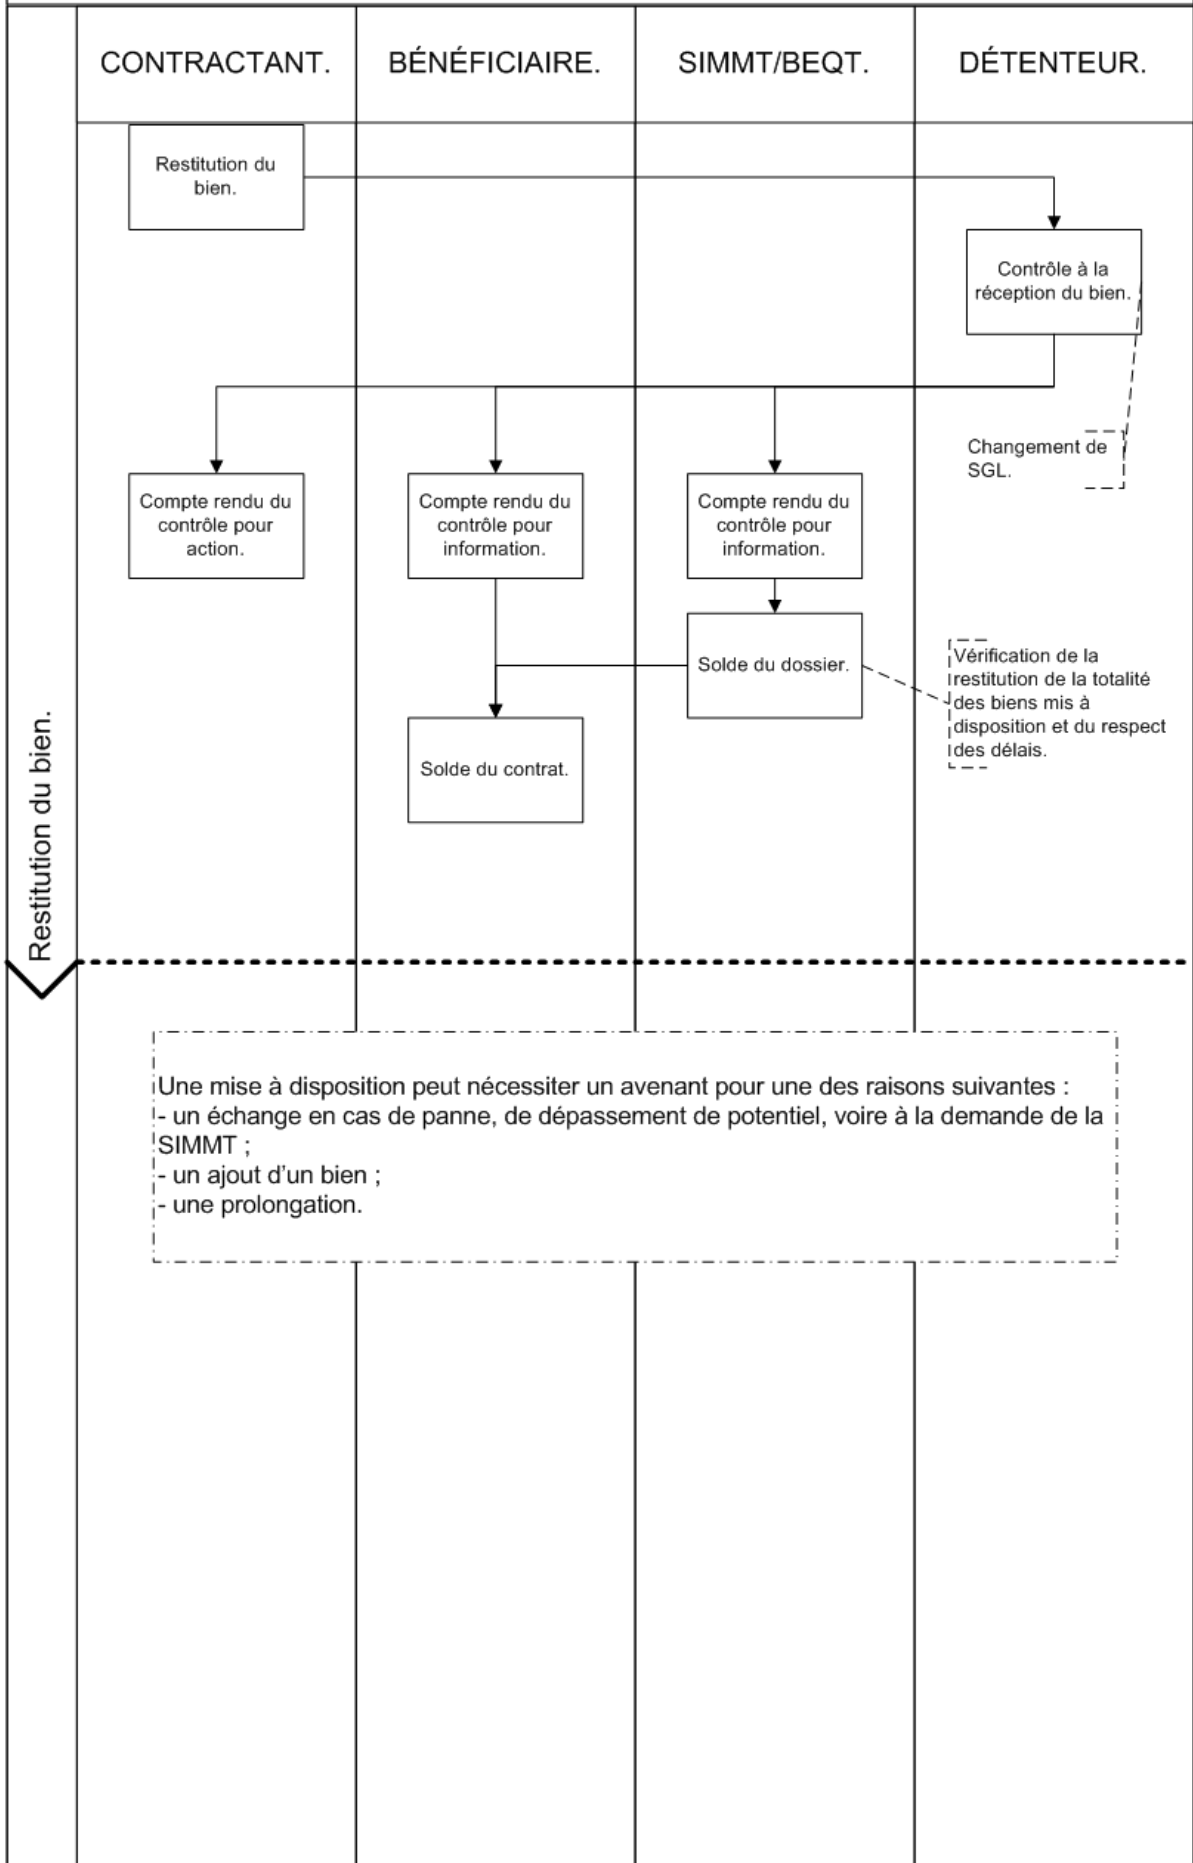 CONTRACTANT.
BÉNÉFICIAIRE.
SIMMT/BEQT.
DÉTENTEUR.
Restitution du
bien.
Contrôle à la
réception du bien.
Changement de
SGL.
Compte rendu du
contrôle pour
action.
Compte rendu du
contrôle pour
information.
Compte rendu du
contrôle pour
information.
Solde du dossier.
Vérification de la
restitution de la totalité
des biens mis à
disposition et du respect
des délais.
Solde du contrat.
Restitution du bien.
Une mise à disposition peut nécessiter un avenant pour une des raisons suivantes :
- un échange en cas de panne, de dépassement de potentiel, voire à la demande de la
SIMMT ;
- un ajout d'un bien ;
- une prolongation.